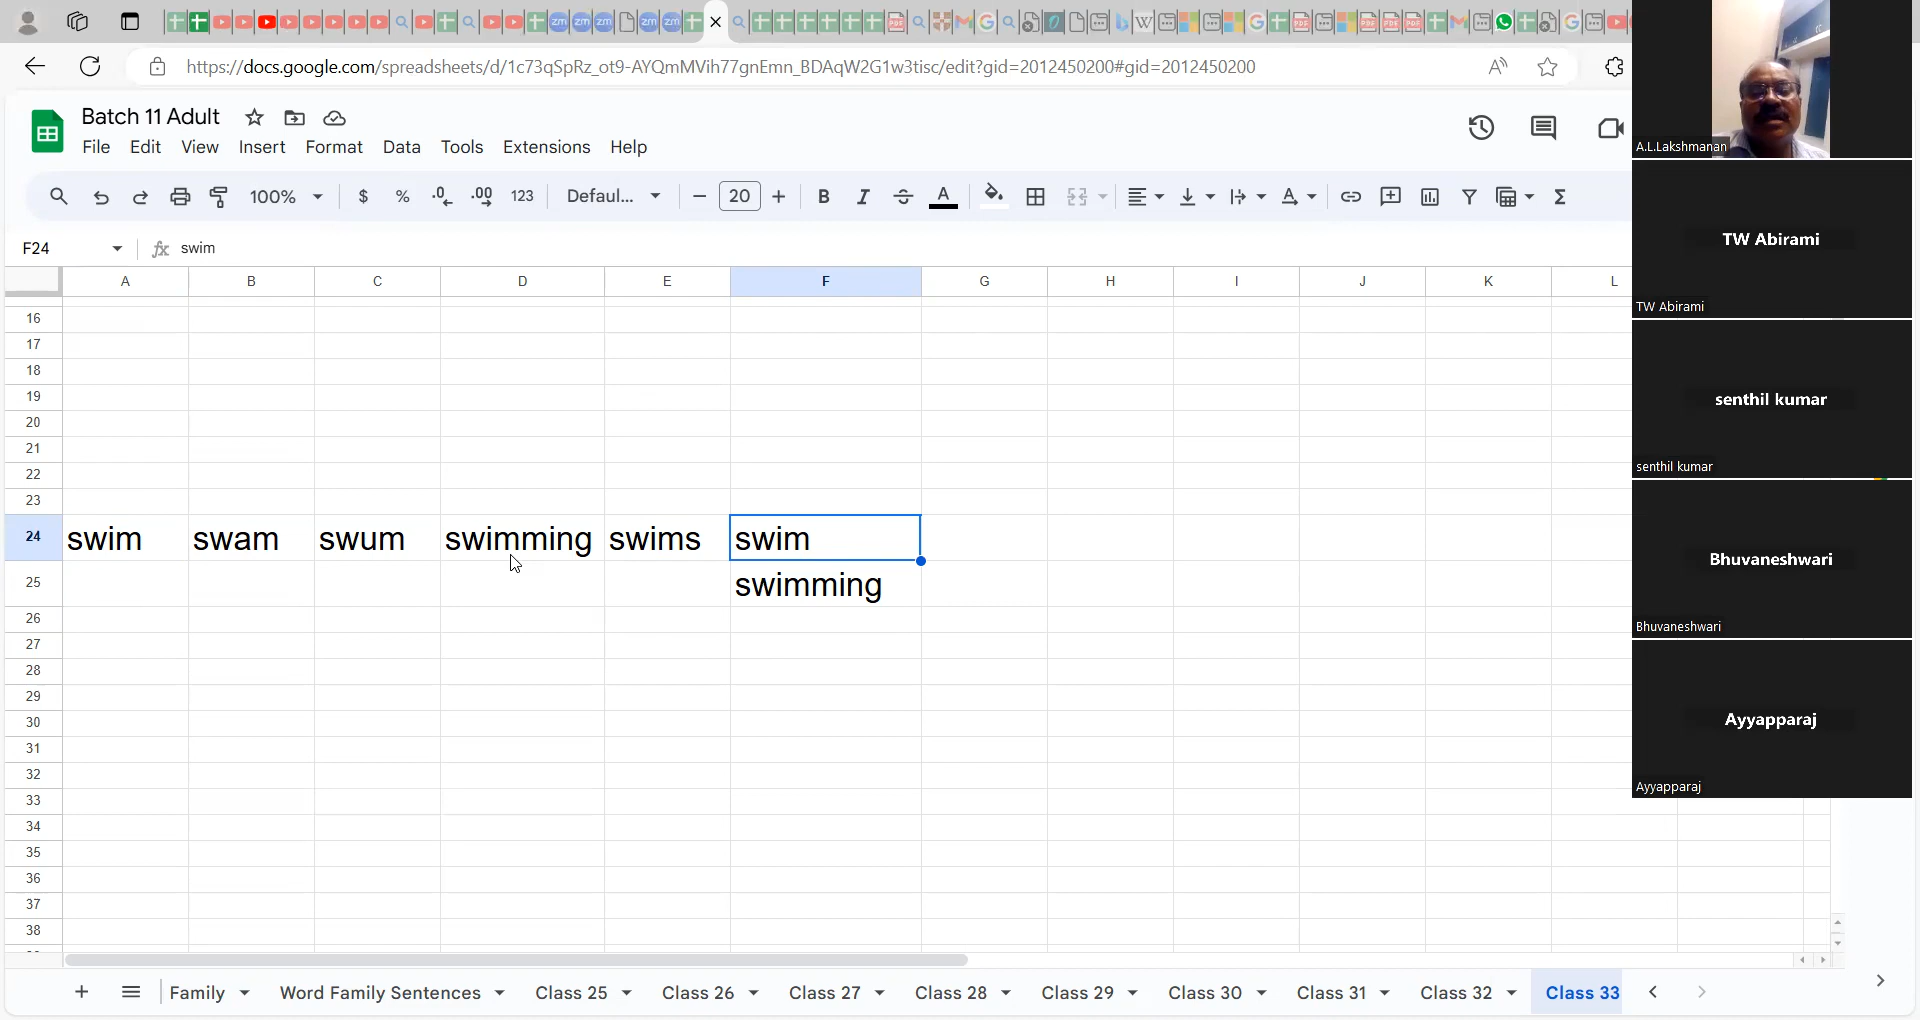 https://docs.google.com/spreadsheets/d/1c73qSpRz_ot9-AYQmMVih77gnEmn_BDAqW2G1w3tisc/edit?gid=2012450200#gid=2012450200
Batch 11 Adult
File Edit View Insert Format Data Tools Extensions Help
100% $ % .0 .00 123 Defaul... 20 B I A
F24 fx swim
A B C D E F G H I J K L
16
17
18
19
20
21
22
23
24 swim swam swum swimming swims swim
25 swimming
26
27
28
29
30
31
32
33
34
35
36
37
38
Family Word Family Sentences Class 25 Class 26 Class 27 Class 28 Class 29 Class 30 Class 31 Class 32 Class 33
A.L.Lakshmanan
TW Abirami
TW Abirami
senthil kumar
senthil kumar
Bhuvaneshwari
Bhuvaneshwari
Ayyapparaj
Ayyapparaj